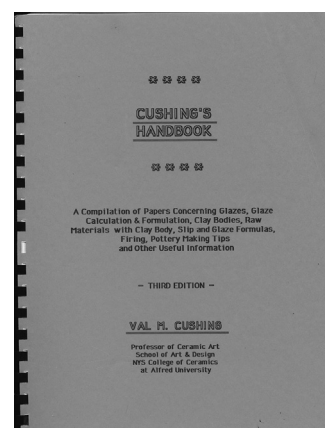 CUSHING'S
HANDBOOK
A Compilation of Papers Concerning Glazes, Glaze
Calculation & Formulation, Clay Bodies, Raw
Materials with Clay Body, Slip and Glaze Formulas,
Firing, Pottery Making Tips
and Other Useful Information
- THIRD EDITION -
VAL M. CUSHING
Professor of Ceramic Art
School of Art & Design
NYS College of Ceramics
at Alfred University